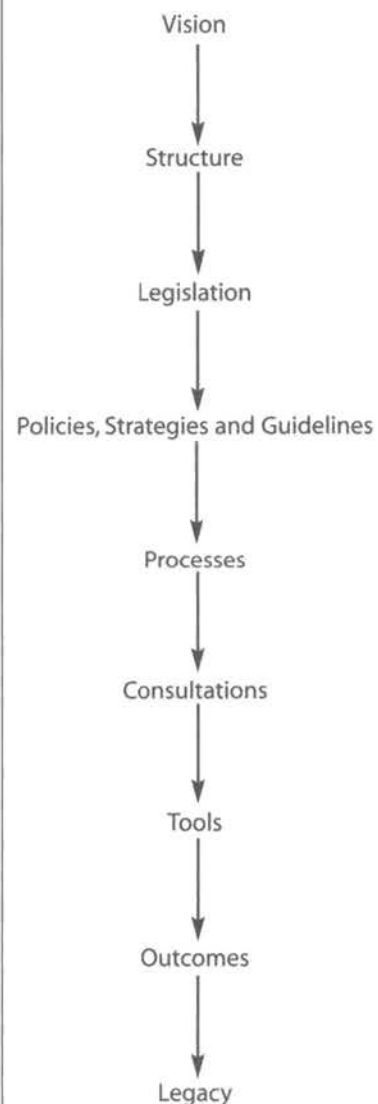 Vision
Structure
Legislation
Policies, Strategies and Guidelines
Processes
Consultations
Tools
Outcomes
Legacy